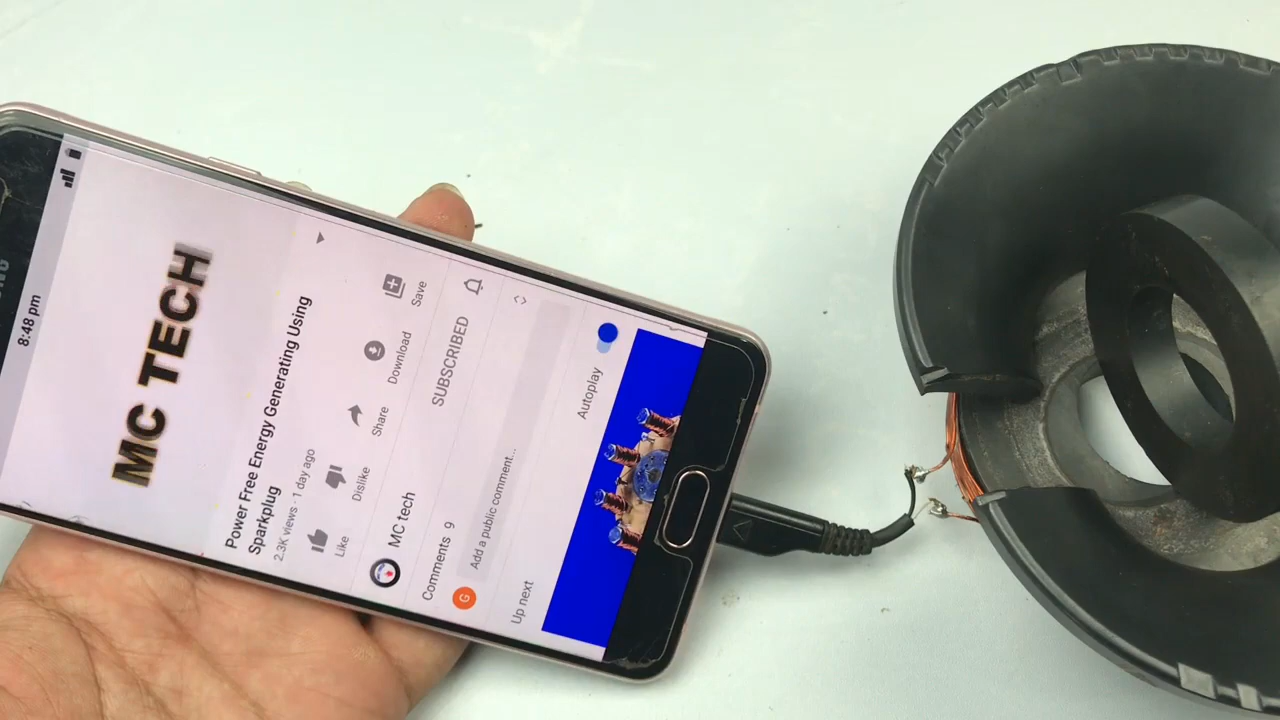 8:48 pm
MC TECH
Power Free Energy Generating Using
Sparkplug
2.3K views · 1 day ago
Like
Dislike
Share
Download
Save
MC tech
SUBSCRIBED
Comments 9
G
Add a public comment...
Up next
Autoplay